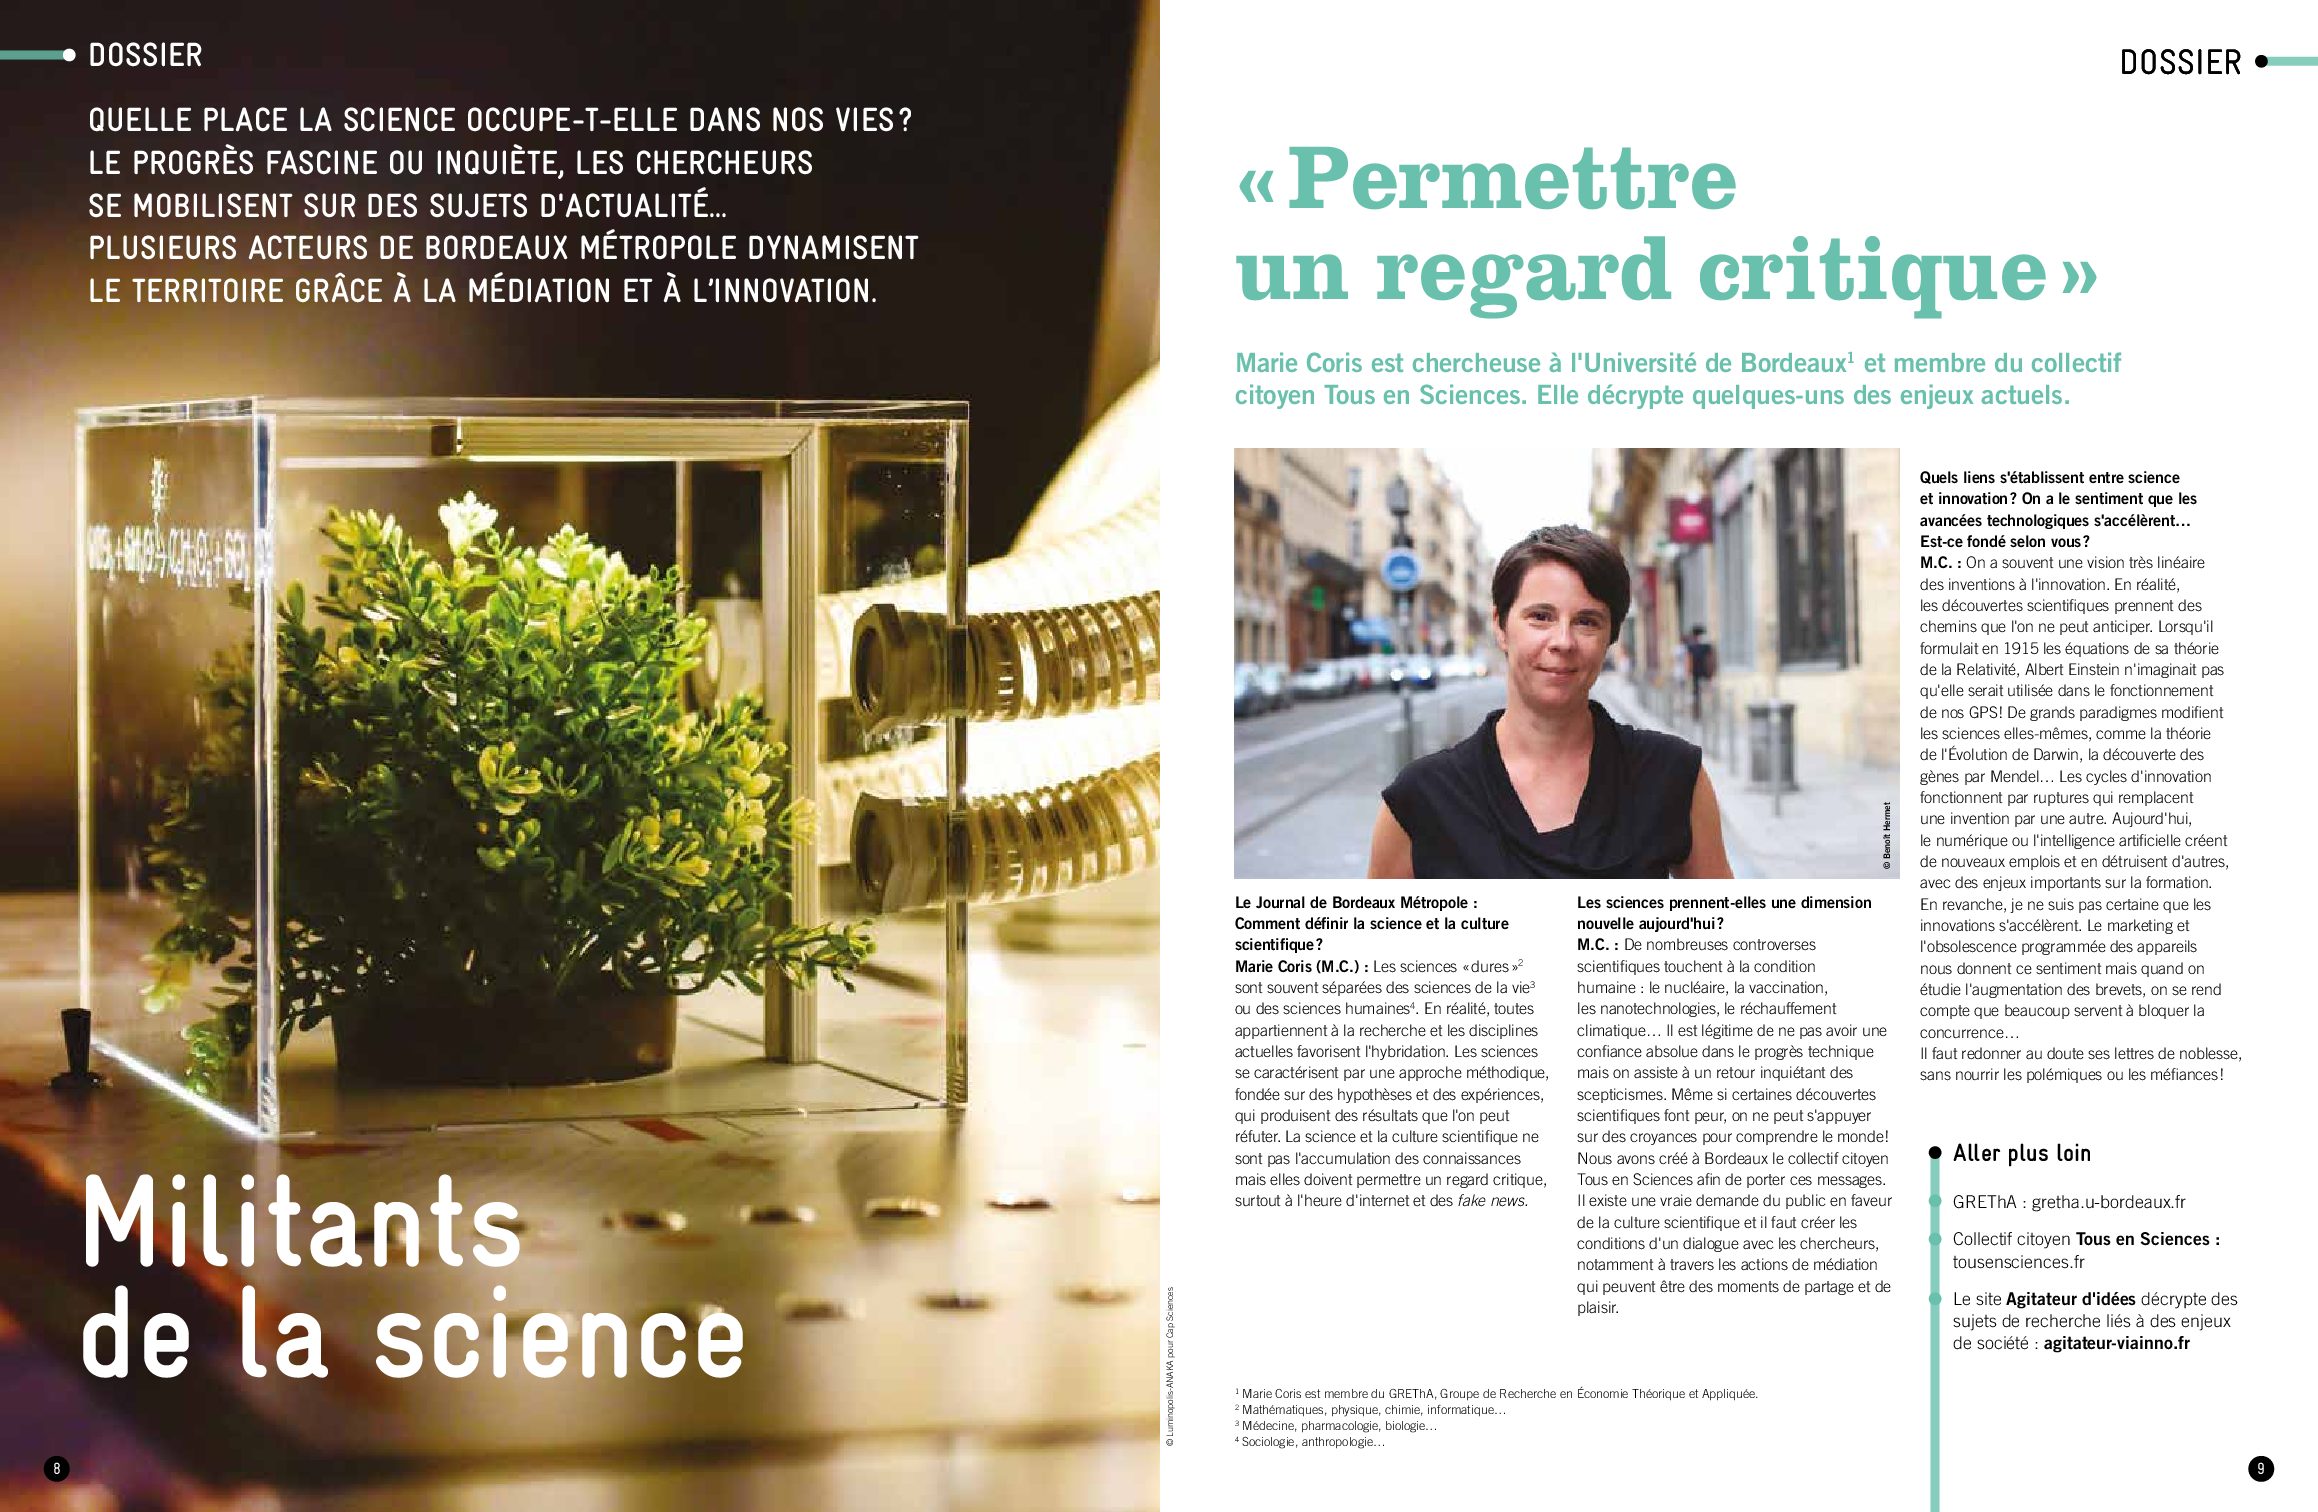 DOSSIER
QUELLE PLACE LA SCIENCE OCCUPE-T-ELLE DANS NOS VIES ?
LE PROGRÈS FASCINE OU INQUIÈTE, LES CHERCHEURS
SE MOBILISENT SUR DES SUJETS D'ACTUALITÉ...
PLUSIEURS ACTEURS DE BORDEAUX MÉTROPOLE DYNAMISENT
LE TERRITOIRE GRÂCE À LA MÉDIATION ET À L'INNOVATION.
Militants
de la science
© Luminopolis-ANAKA pour Cap Sciences
8
DOSSIER
« Permettre
un regard critique »
Marie Coris est chercheuse à l'Université de Bordeaux¹ et membre du collectif
citoyen Tous en Sciences. Elle décrypte quelques-uns des enjeux actuels.
© Benoît Hermet
Le Journal de Bordeaux Métropole :
Comment définir la science et la culture
scientifique ?
Marie Coris (M.C.) : Les sciences « dures »²
sont souvent séparées des sciences de la vie³
ou des sciences humaines⁴. En réalité, toutes
appartiennent à la recherche et les disciplines
actuelles favorisent l'hybridation. Les sciences
se caractérisent par une approche méthodique,
fondée sur des hypothèses et des expériences,
qui produisent des résultats que l'on peut
réfuter. La science et la culture scientifique ne
sont pas l'accumulation des connaissances
mais elles doivent permettre un regard critique,
surtout à l'heure d'internet et des fake news.
Les sciences prennent-elles une dimension
nouvelle aujourd'hui ?
M.C. : De nombreuses controverses
scientifiques touchent à la condition
humaine : le nucléaire, la vaccination,
les nanotechnologies, le réchauffement
climatique… Il est légitime de ne pas avoir une
confiance absolue dans le progrès technique
mais on assiste à un retour inquiétant des
scepticismes. Même si certaines découvertes
scientifiques font peur, on ne peut s'appuyer
sur des croyances pour comprendre le monde!
Nous avons créé à Bordeaux le collectif citoyen
Tous en Sciences afin de porter ces messages.
Il existe une vraie demande du public en faveur
de la culture scientifique et il faut créer les
conditions d'un dialogue avec les chercheurs,
notamment à travers les actions de médiation
qui peuvent être des moments de partage et de
plaisir.
Quels liens s'établissent entre science
et innovation ? On a le sentiment que les
avancées technologiques s'accélèrent…
Est-ce fondé selon vous ?
M.C. : On a souvent une vision très linéaire
des inventions à l'innovation. En réalité,
les découvertes scientifiques prennent des
chemins que l'on ne peut anticiper. Lorsqu'il
formulait en 1915 les équations de sa théorie
de la Relativité, Albert Einstein n'imaginait pas
qu'elle serait utilisée dans le fonctionnement
de nos GPS! De grands paradigmes modifient
les sciences elles-mêmes, comme la théorie
de l'Évolution de Darwin, la découverte des
gènes par Mendel… Les cycles d'innovation
fonctionnent par ruptures qui remplacent
une invention par une autre. Aujourd'hui,
le numérique ou l'intelligence artificielle créent
de nouveaux emplois et en détruisent d'autres,
avec des enjeux importants sur la formation.
En revanche, je ne suis pas certaine que les
innovations s'accélèrent. Le marketing et
l'obsolescence programmée des appareils
nous donnent ce sentiment mais quand on
étudie l'augmentation des brevets, on se rend
compte que beaucoup servent à bloquer la
concurrence…
Il faut redonner au doute ses lettres de noblesse,
sans nourrir les polémiques ou les méfiances!
Aller plus loin
GREThA : gretha.u-bordeaux.fr
Collectif citoyen Tous en Sciences :
tousensciences.fr
Le site Agitateur d'idées décrypte des
sujets de recherche liés à des enjeux
de société : agitateur-viainno.fr
¹ Marie Coris est membre du GREThA, Groupe de Recherche en Économie Théorique et Appliquée.
² Mathématiques, physique, chimie, informatique…
³ Médecine, pharmacologie, biologie…
⁴ Sociologie, anthropologie…
9